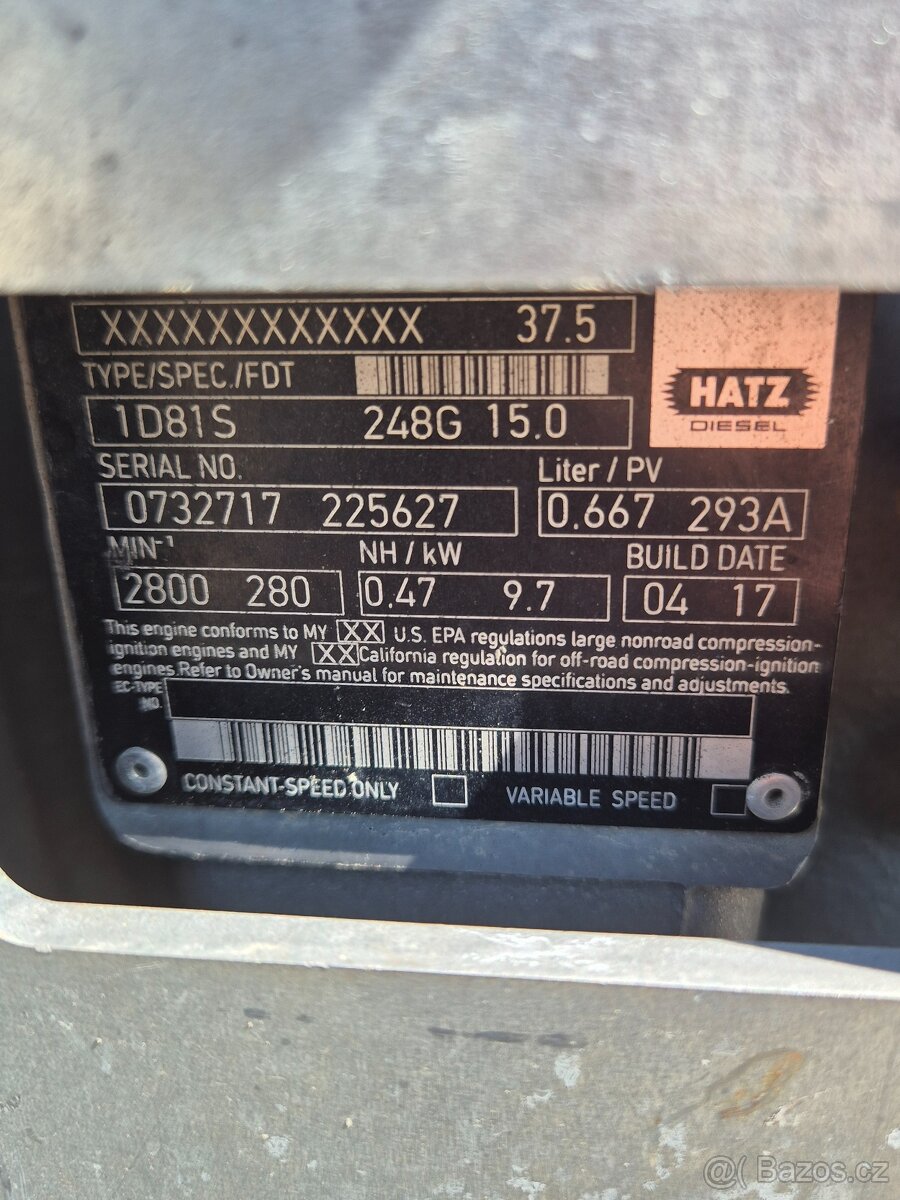 XXXXXXXXXXXX 37.5
TYPE/SPEC./FDT
HATZ
DIESEL
1D81S 248G 15.0
SERIAL NO. Liter / PV
0732717 225627 0.667 293A
MIN⁻¹ NH / kW BUILD DATE
2800 280 0.47 9.7 04 17
This engine conforms to MY XX U.S. EPA regulations large nonroad compression-
ignition engines and MY XX California regulation for off-road compression-ignition
engines. Refer to Owner's manual for maintenance specifications and adjustments.
EC-TYPE
NO.
CONSTANT-SPEED ONLY VARIABLE SPEED
@ Bazos.cz